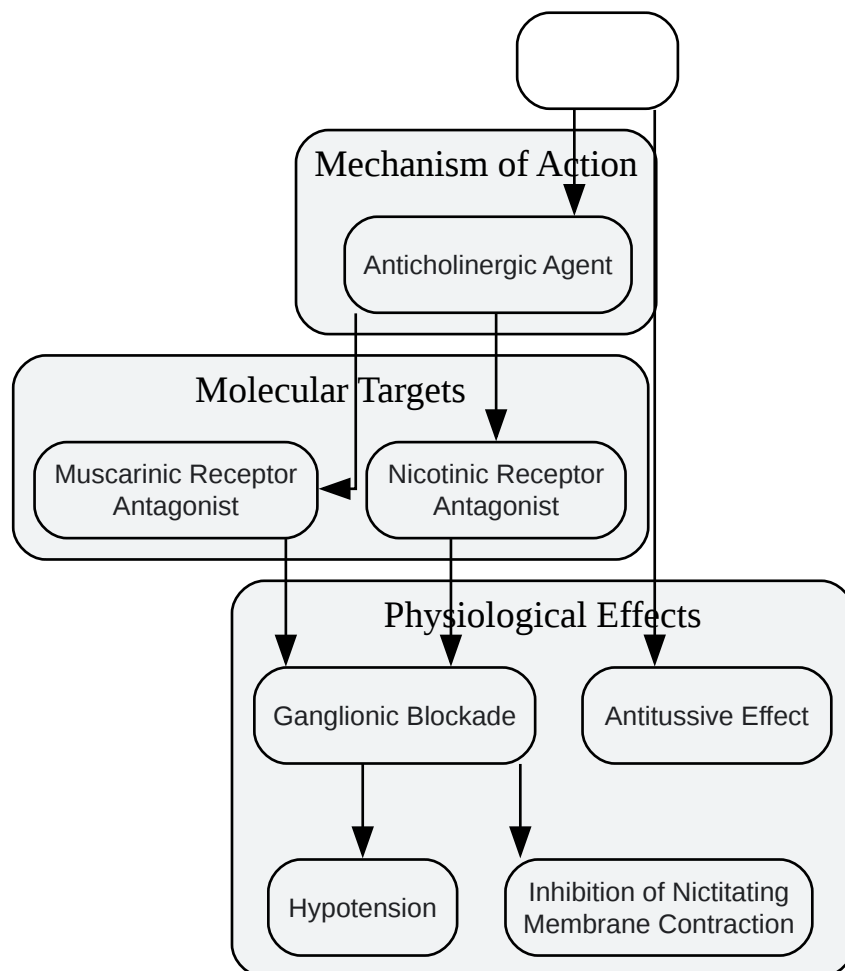 Mechanism of Action
Anticholinergic Agent
Molecular Targets
Muscarinic Receptor
Antagonist
Nicotinic Receptor
Antagonist
Physiological Effects
Ganglionic Blockade
Antitussive Effect
Hypotension
Inhibition of Nictitating
Membrane Contraction